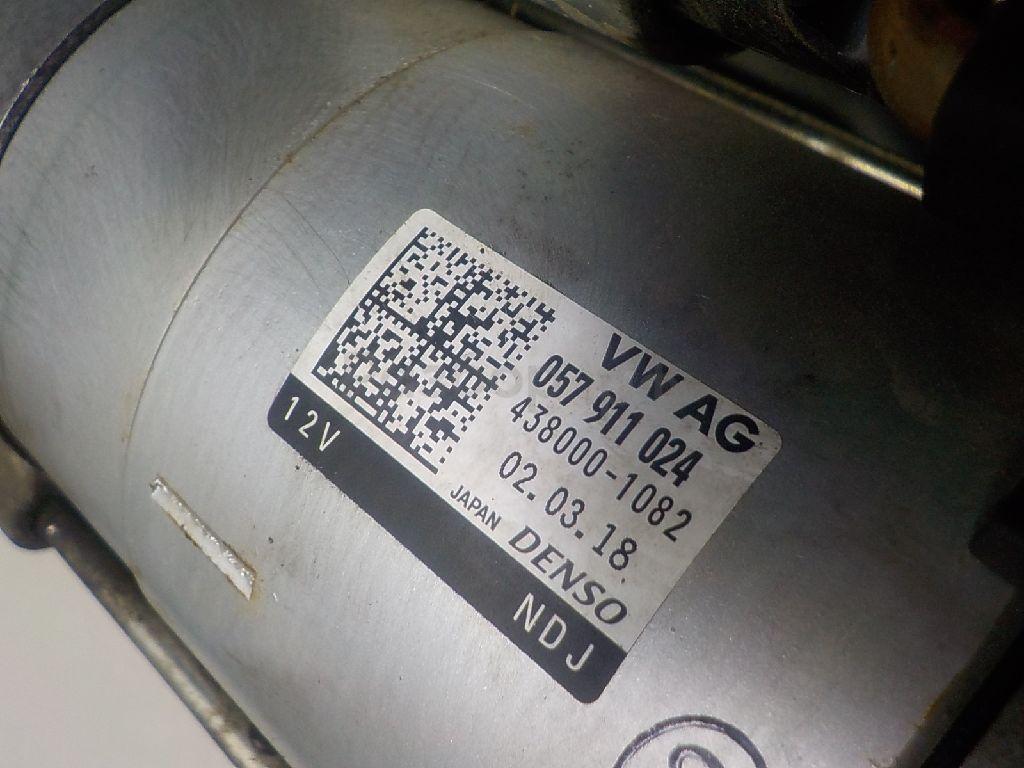 VW AG
057 911 024
438000-1082
02.03.18
JAPAN DENSO
12V NDJ